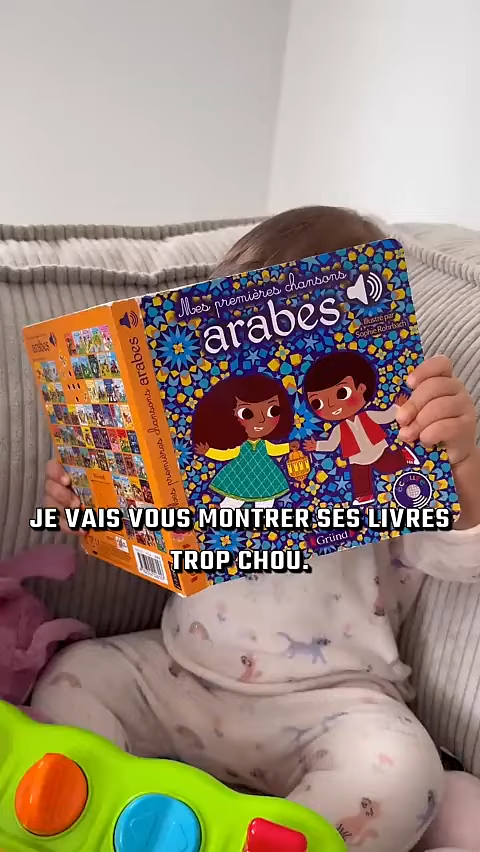 Mes premières chansons
arabes
Illustré par
Sophie Rohrbach
Gründ
arabes
Mes premières chansons arabes
JE VAIS VOUS MONTRER SES LIVRES
TROP CHOU.